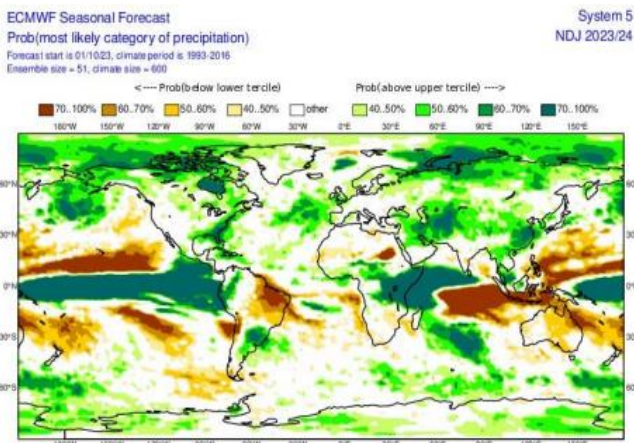 ECMWF Seasonal Forecast
System 5
Prob(most likely category of precipitation)
NDJ 2023/24
Forecast start is 01/10/23, climate period is 1993-2016
Ensemble size = 51, climate size = 600
<---- Prob(below lower tercile)
Prob(above upper tercile) ---->
70..100%
60..70%
50..60%
40..50%
other
40..50%
50..60%
60..70%
70..100%
180°W 150°W 120°W 90°W 60°W 30°W 0°E 30°E 60°E 90°E 120°E 150°E
60°N
30°N
0°N
30°S
60°S